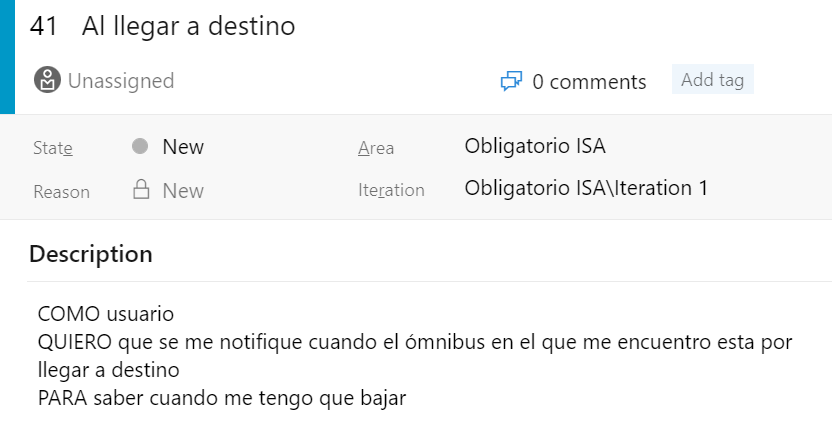 41 Al llegar a destino
Unassigned
0 comments
Add tag
State New
Area Obligatorio ISA
Reason New
Iteration Obligatorio ISA\Iteration 1
Description
COMO usuario
QUIERO que se me notifique cuando el ómnibus en el que me encuentro esta por
llegar a destino
PARA saber cuando me tengo que bajar